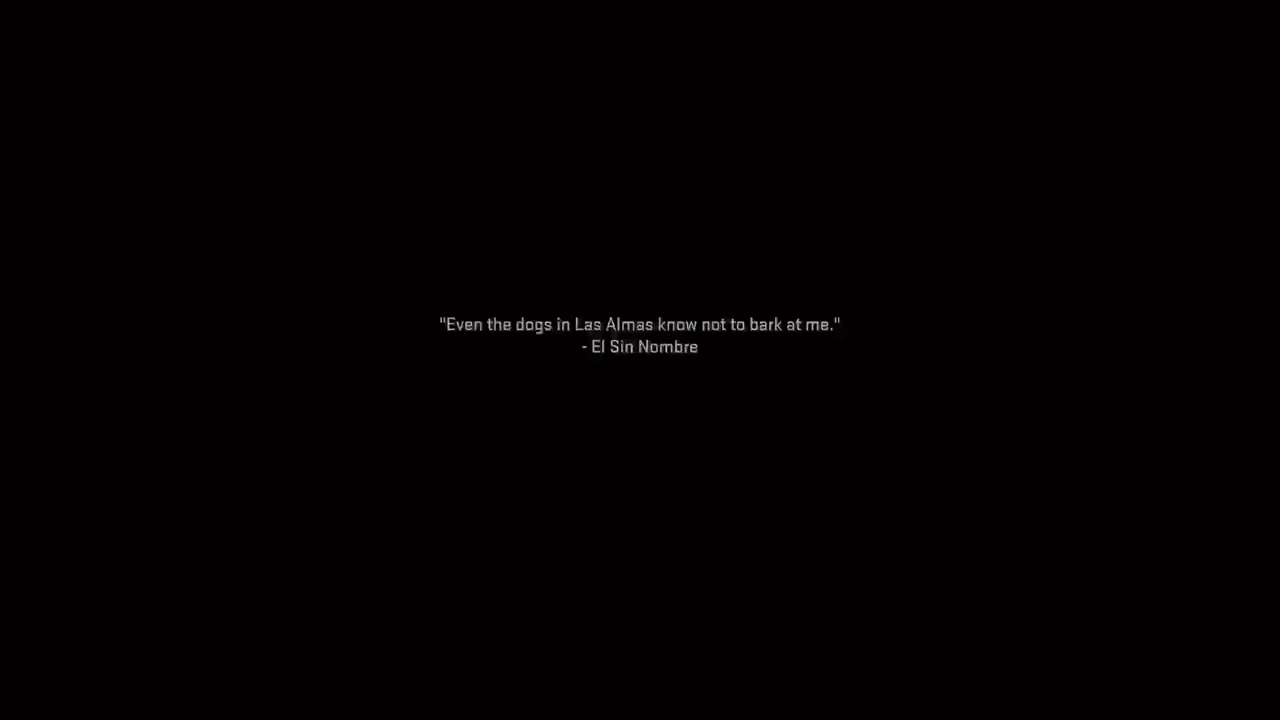 "Even the dogs in Las Almas know not to bark at me."
- El Sin Nombre